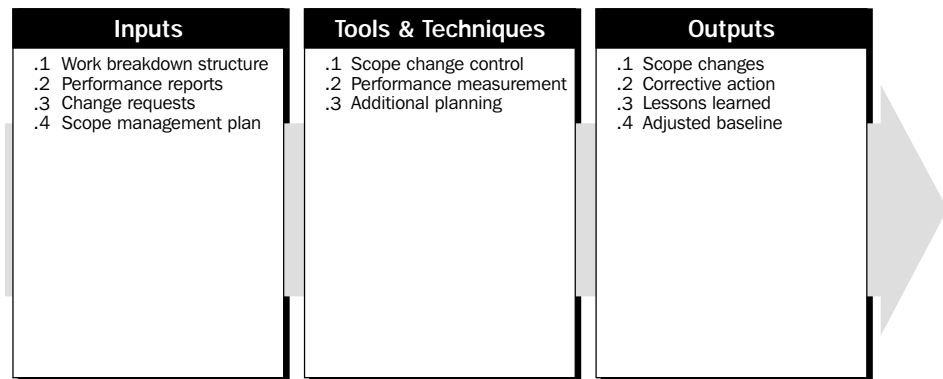 Inputs
.1 Work breakdown structure
.2 Performance reports
.3 Change requests
.4 Scope management plan
Tools & Techniques
.1 Scope change control
.2 Performance measurement
.3 Additional planning
Outputs
.1 Scope changes
.2 Corrective action
.3 Lessons learned
.4 Adjusted baseline